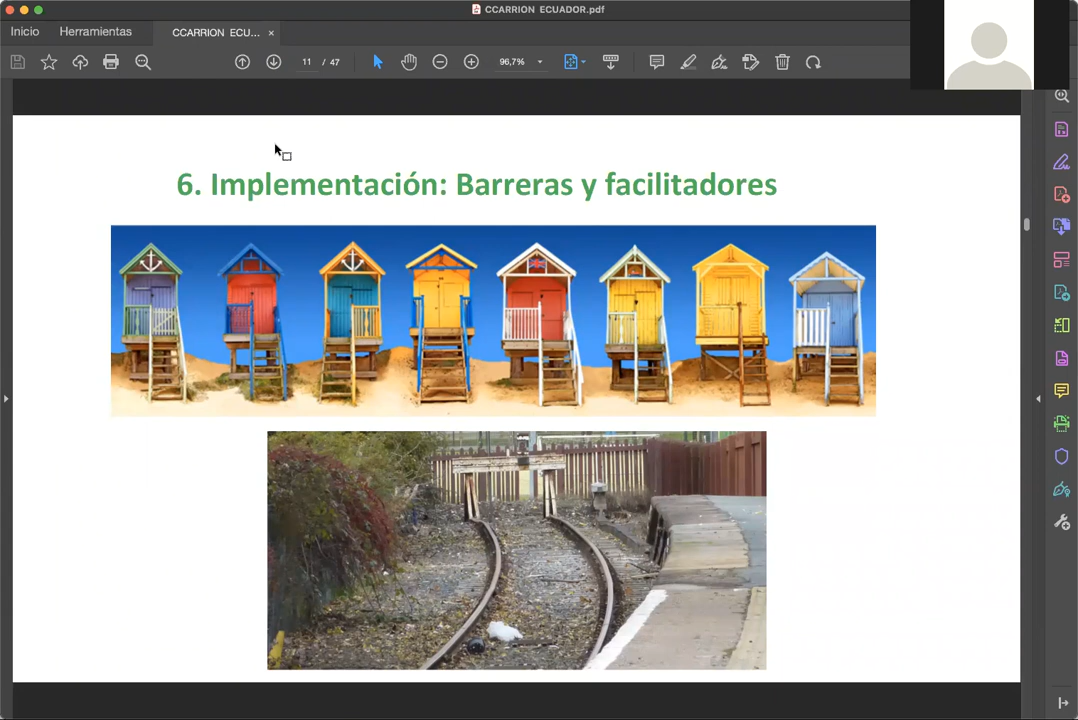 CCARRION ECUADOR.pdf
Inicio
Herramientas
CCARRION ECU... ×
11 / 47
96,7%
6. Implementación: Barreras y facilitadores